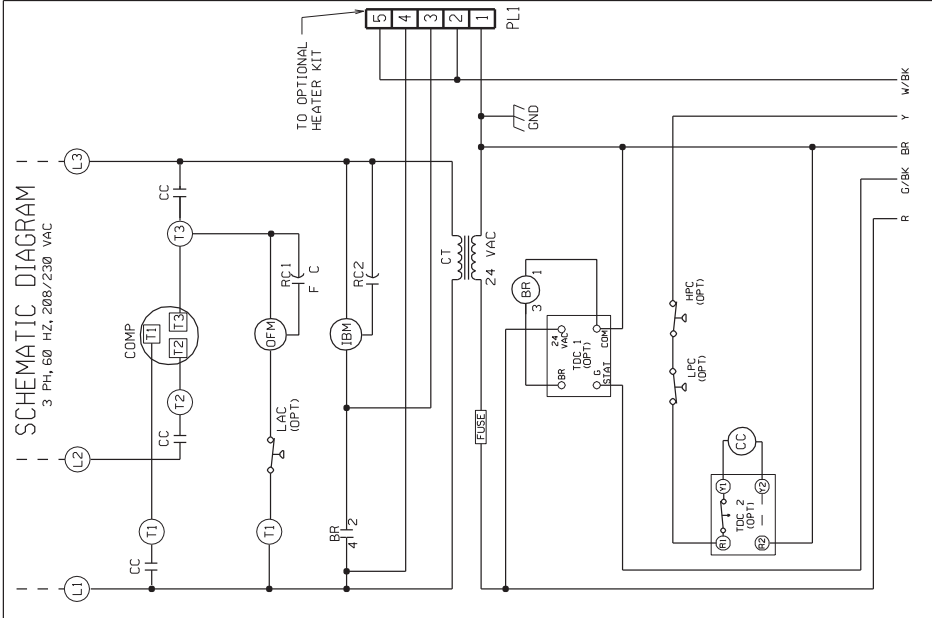 SCHEMATIC DIAGRAM
3 PH, 60 HZ, 208/230 VAC
L1
L2
L3
CC
T1
CC
T2
COMP
T1
T2
T3
T3
CC
T1
LAC
(OPT)
OFM
RC1
F C
BR
4 2
IBM
RC2
TO OPTIONAL
HEATER KIT
5 4 3 2 1
PL1
CT
24 VAC
FUSE
GND
BR
3 1
BR
24
VAC
TDC 1
(OPT)
G
STAT
COM
LPC
(OPT)
HPC
(OPT)
CC
R1
Y1
TDC 2
(OPT)
R2
Y2
R
G/BK
BR
Y
W/BK